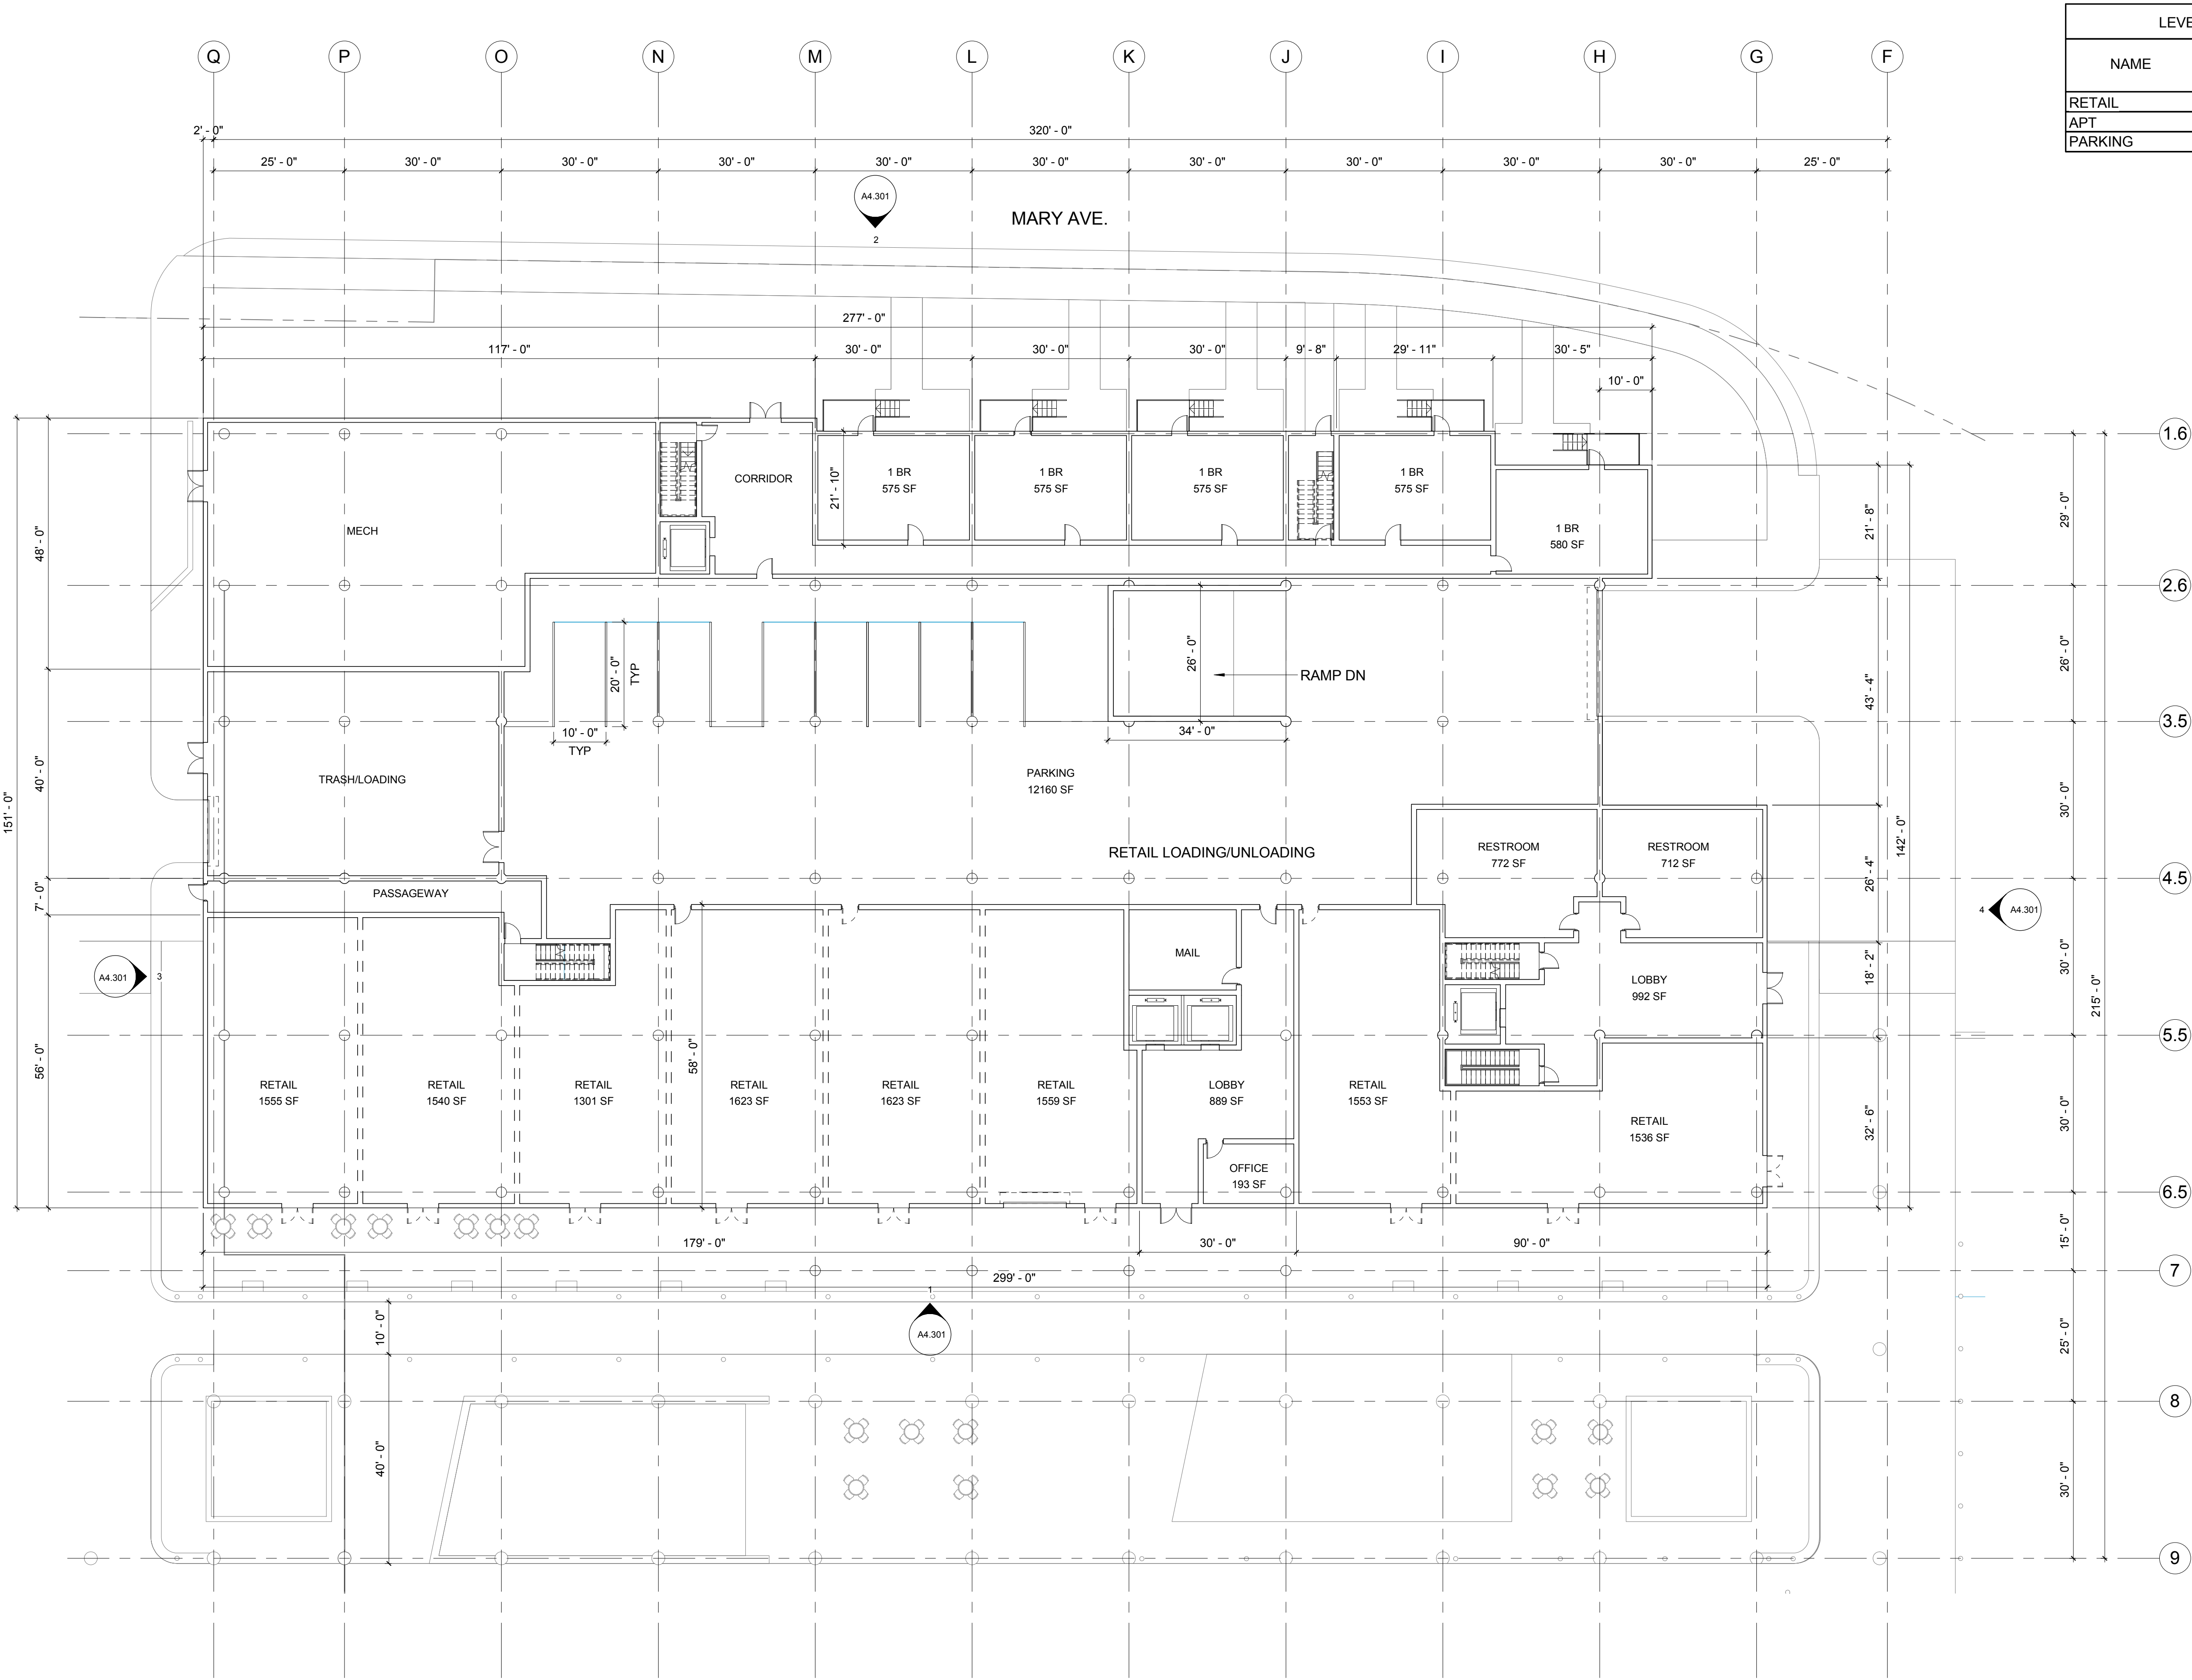 LEVE
NAME
RETAIL
APT
PARKING
Q P O N M L K J I H G F
2' - 0" 320' - 0"
25' - 0" 30' - 0" 30' - 0" 30' - 0" 30' - 0" 30' - 0" 30' - 0" 30' - 0" 30' - 0" 30' - 0" 25' - 0"
A4.301
2
MARY AVE.
277' - 0"
117' - 0" 30' - 0" 30' - 0" 30' - 0" 9' - 8" 29' - 11" 30' - 5"
10' - 0"
1.6
CORRIDOR
21' - 10"
1 BR
575 SF
1 BR
575 SF
1 BR
575 SF
1 BR
575 SF
1 BR
580 SF
MECH
48' - 0"
21' - 8"
29' - 0"
2.6
20' - 0"
TYP
10' - 0"
TYP
26' - 0"
RAMP DN
34' - 0"
43' - 4"
26' - 0"
3.5
151' - 0"
40' - 0"
TRASH/LOADING
PARKING
12160 SF
RETAIL LOADING/UNLOADING
RESTROOM
772 SF
RESTROOM
712 SF
30' - 0"
142' - 0"
26' - 4"
4.5
7' - 0"
PASSAGEWAY
4
A4.301
A4.301
3
MAIL
LOBBY
992 SF
18' - 2"
30' - 0"
215' - 0"
5.5
56' - 0"
58' - 0"
RETAIL
1555 SF
RETAIL
1540 SF
RETAIL
1301 SF
RETAIL
1623 SF
RETAIL
1623 SF
RETAIL
1559 SF
LOBBY
889 SF
RETAIL
1553 SF
RETAIL
1536 SF
OFFICE
193 SF
32' - 6"
30' - 0"
6.5
179' - 0" 30' - 0" 90' - 0"
15' - 0"
7
299' - 0"
1
A4.301
10' - 0"
25' - 0"
8
40' - 0"
30' - 0"
9